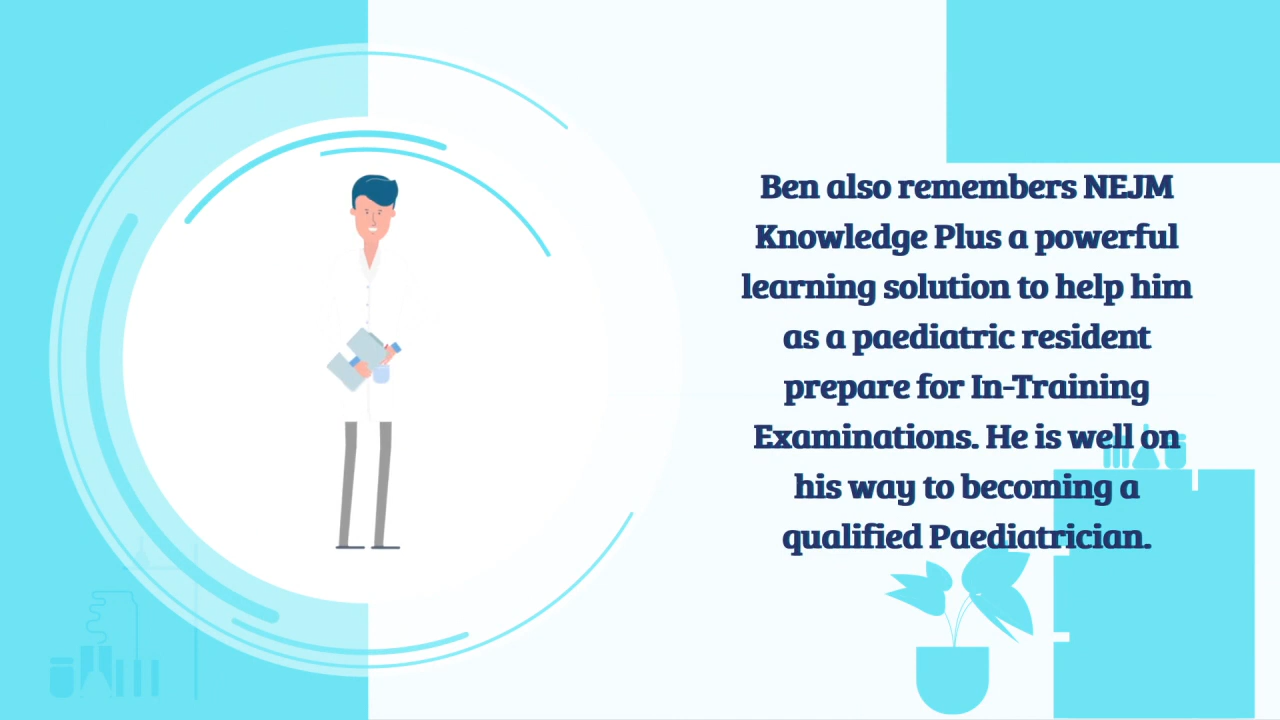 Ben also remembers NEJM
Knowledge Plus a powerful
learning solution to help him
as a paediatric resident
prepare for In-Training
Examinations. He is well on
his way to becoming a
qualified Paediatrician.